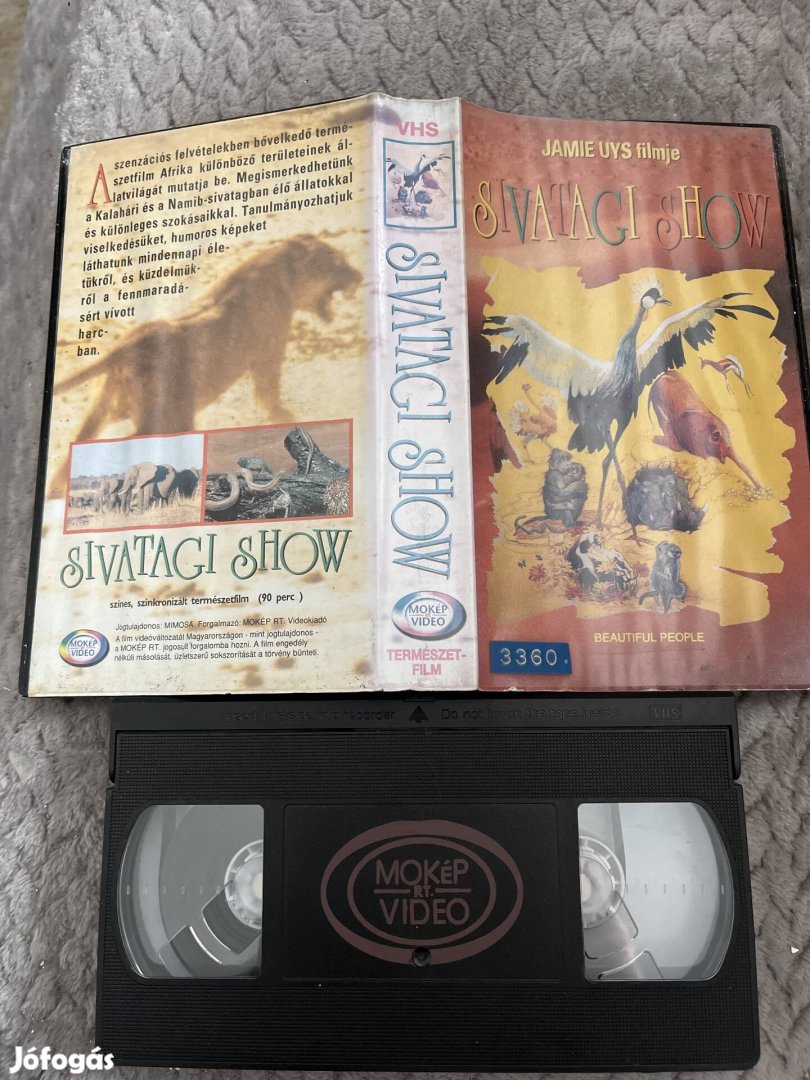 A szenzációs felvételekben bővelkedő termé-
szetfilm Afrika különböző területeinek ál-
latvilágát mutatja be. Megismerkedhetünk
a Kalahári és a Namib-sivatagban élő állatokkal
és különleges szokásaikkal. Tanulmányozhatjuk
viselkedésüket, humoros képeket
láthatunk mindennapi éle-
tükről, és küzdelmük-
ről a fennmaradá-
sért vívott
harc-
ban.
SIVATAGI SHOW
színes, szinkronizált természetfilm (90 perc)
Jogtulajdonos: MIMOSA Forgalmazó: MOKÉP RT. Videokiadó
A film videóváltozatát Magyarországon - mint jogtulajdonos -
a MOKÉP RT. jogosult forgalomba hozni. A film engedély
nélküli másolását, üzletszerű sokszorosítását a törvény bünteti.
MOKÉP
RT.
VIDEO
VHS
SIVATAGI SHOW
MOKÉP
RT.
VIDEO
TERMÉSZET-
FILM
JAMIE UYS filmje
SIVATAGI SHOW
BEAUTIFUL PEOPLE
3360.
recorder Do not touch the tape inside VHS
MOKÉP
RT.
VIDEO
Jófogás